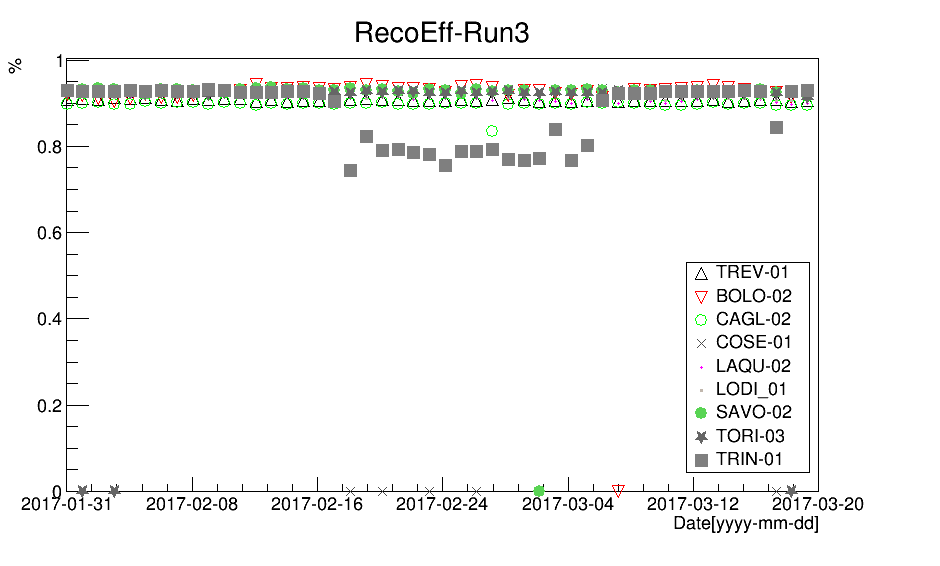 RecoEff-Run3
%
1
0.8
0.6
0.4
0.2
0
TREV-01
BOLO-02
CAGL-02
COSE-01
LAQU-02
LODI_01
SAVO-02
TORI-03
TRIN-01
2017-01-31 2017-02-08 2017-02-16 2017-02-24 2017-03-04 2017-03-12 2017-03-20
Date[yyyy-mm-dd]